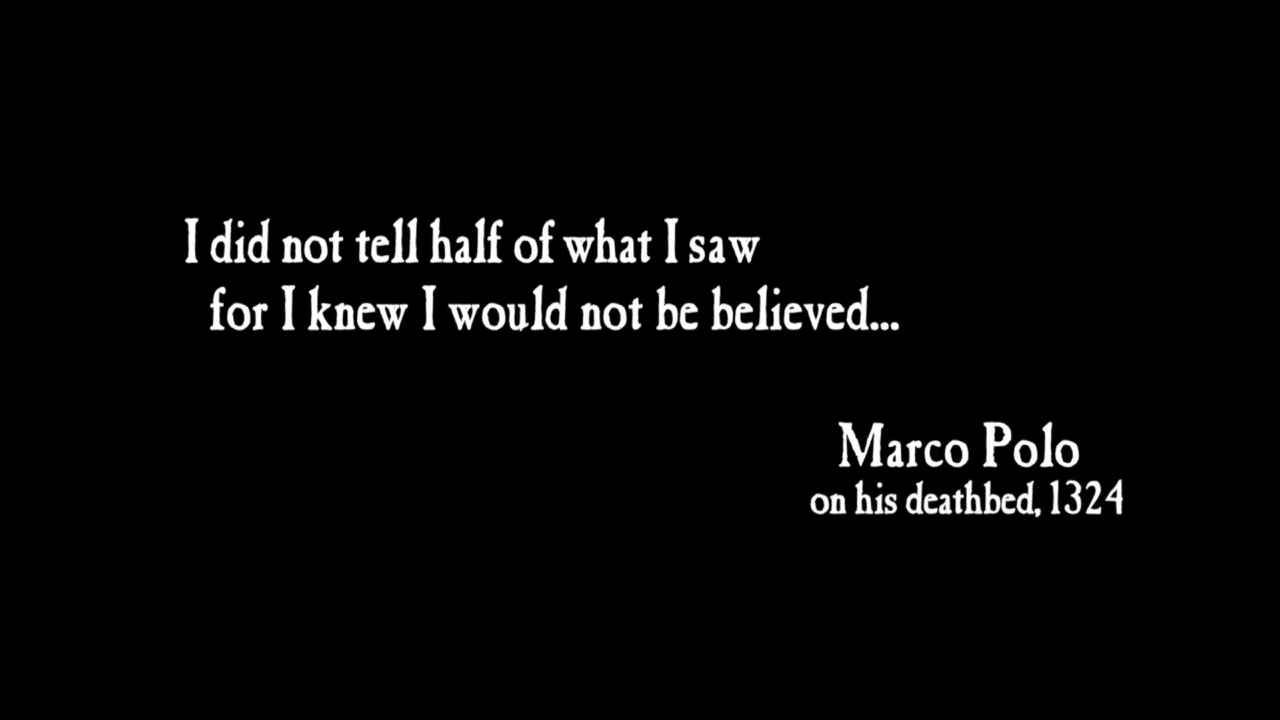 I did not tell half of what I saw
for I knew I would not be believed...
Marco Polo
on his deathbed, 1324